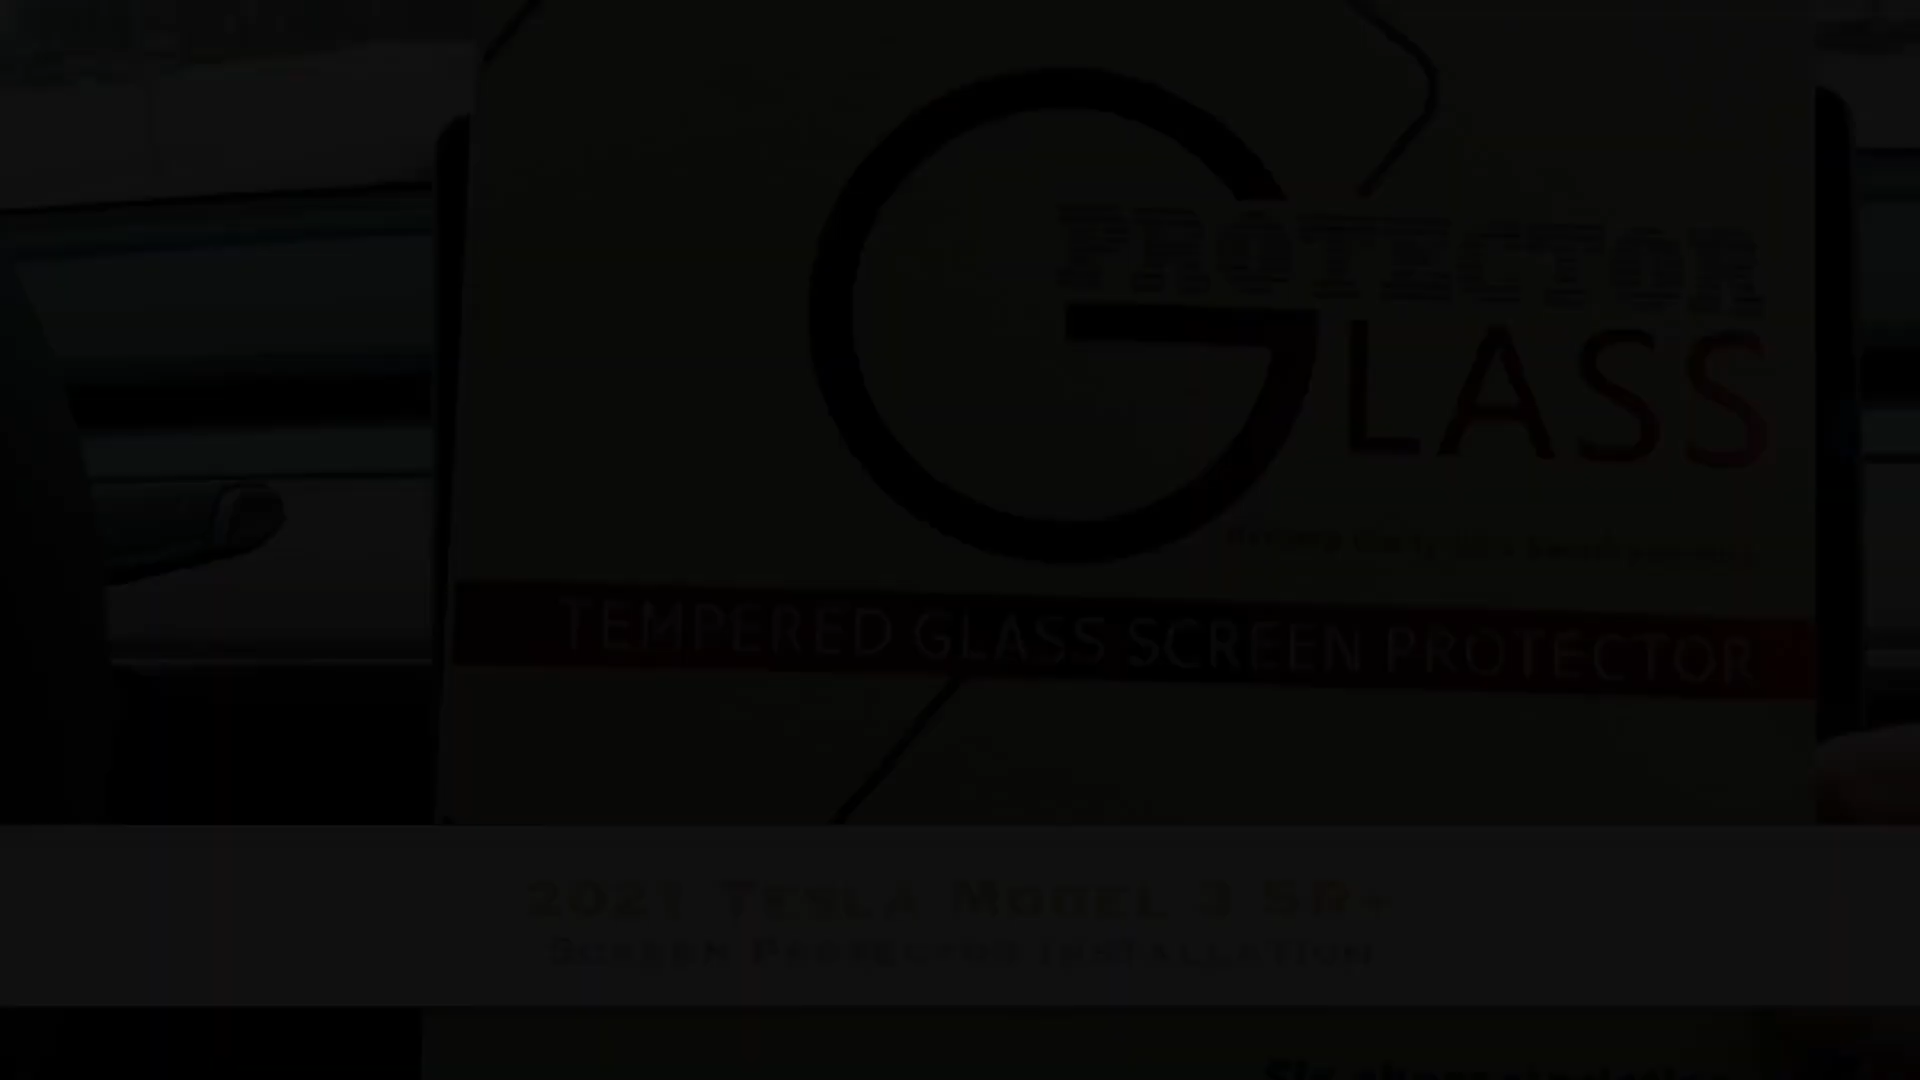 PROTECTOR
GLASS
TEMPERED GLASS SCREEN PROTECTOR
2021 TESLA MODEL 3 SR+
SCREEN PROTECTOR INSTALLATION